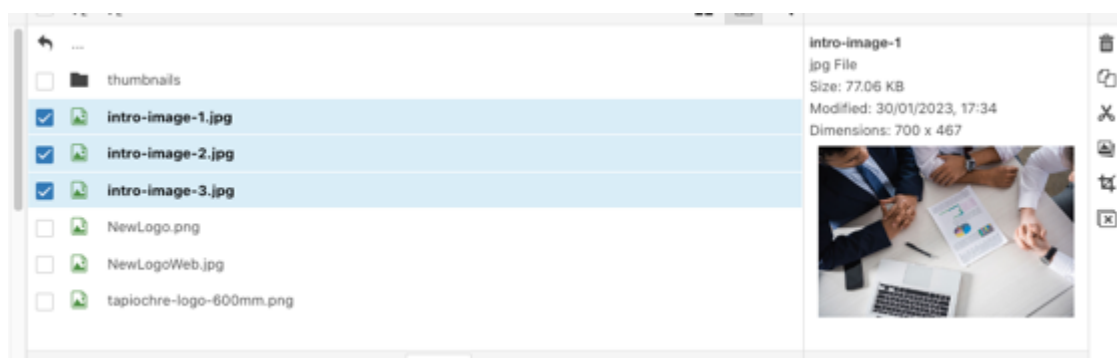 ...
thumbnails
intro-image-1.jpg
intro-image-2.jpg
intro-image-3.jpg
NewLogo.png
NewLogoWeb.jpg
tapiochre-logo-600mm.png
intro-image-1
jpg File
Size: 77.06 KB
Modified: 30/01/2023, 17:34
Dimensions: 700 x 467